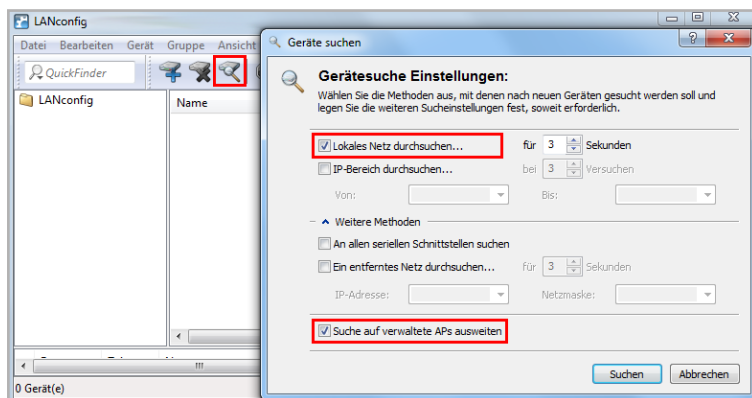 LANconfig
Datei Bearbeiten Gerät Gruppe Ansicht
QuickFinder
LANconfig
Name
0 Gerät(e)
Geräte suchen
Gerätesuche Einstellungen:
Wählen Sie die Methoden aus, mit denen nach neuen Geräten gesucht werden soll und
legen Sie die weiteren Sucheinstellungen fest, soweit erforderlich.
Lokales Netz durchsuchen... für 3 Sekunden
IP-Bereich durchsuchen... bei 3 Versuchen
Von: Bis:
Weitere Methoden
An allen seriellen Schnittstellen suchen
Ein entferntes Netz durchsuchen... für 3 Sekunden
IP-Adresse: Netzmaske:
Suche auf verwaltete APs ausweiten
Suchen Abbrechen